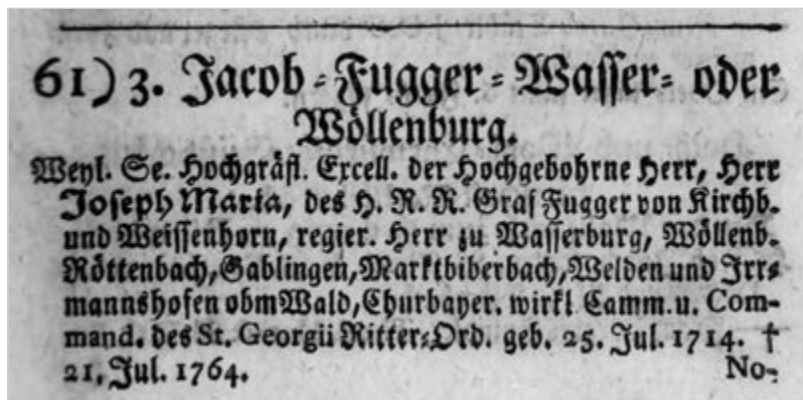 61) 3. Jacob-Fugger-Wasser- oder
Wöllenburg.
Weyl. Se. Hochgräfl. Excell. der Hochgebohrne Herr, Herr
Joseph Maria, des H. R. R. Graf Fugger von Kirchb.
und Weissenhorn, regier. Herr zu Wasserburg, Wöllenb.
Röttenbach, Gablingen, Marktbiberbach, Welden und Irr-
mannshofen obm Wald, Churbayer. wirkl Camm. u. Com-
mand. des St. Georgii Ritter-Ord. geb. 25. Jul. 1714. †
21. Jul. 1764.
No-